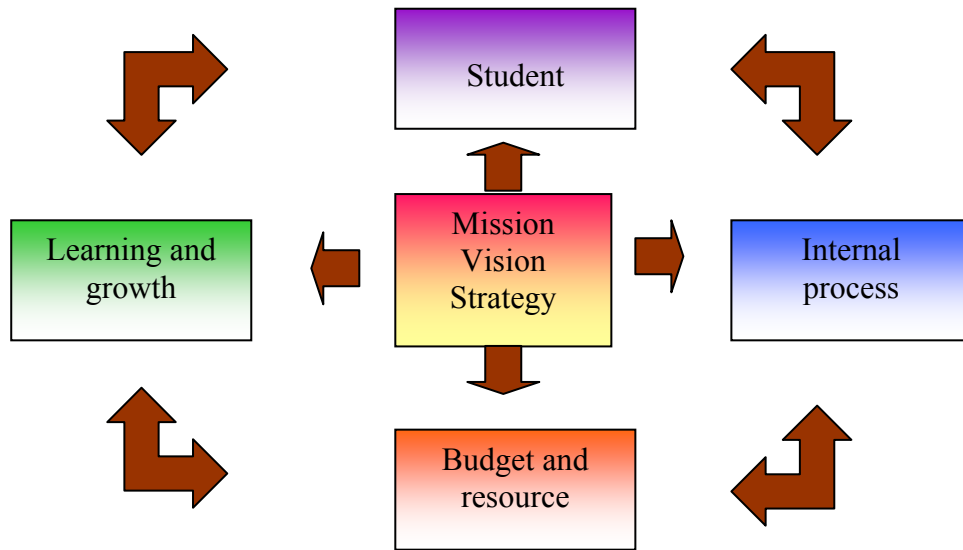 Student
Mission
Vision
Strategy
Learning and
growth
Internal
process
Budget and
resource